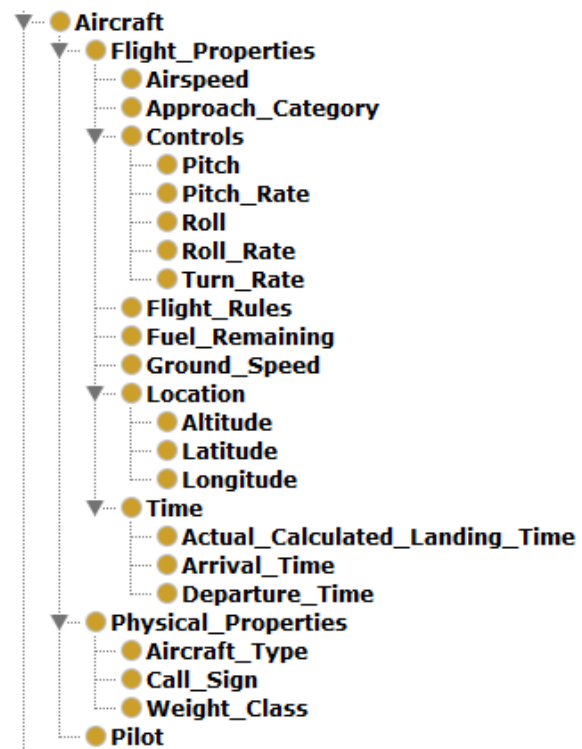 Aircraft
Flight_Properties
Airspeed
Approach_Category
Controls
Pitch
Pitch_Rate
Roll
Roll_Rate
Turn_Rate
Flight_Rules
Fuel_Remaining
Ground_Speed
Location
Altitude
Latitude
Longitude
Time
Actual_Calculated_Landing_Time
Arrival_Time
Departure_Time
Physical_Properties
Aircraft_Type
Call_Sign
Weight_Class
Pilot